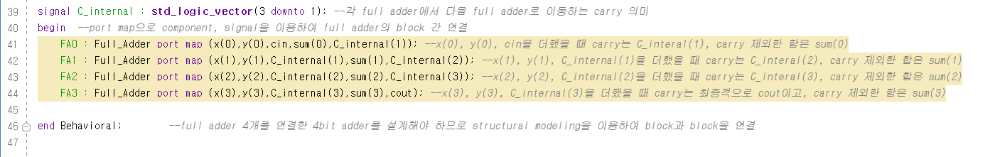 39 signal C_internal : std_logic_vector(3 downto 1); --각 full adder에서 다음 full adder로 이동하는 carry 의미
40 begin --port map으로 component, signal을 이용하여 full adder의 block 간 연결
41 FA0 : Full_Adder port map (x(0),y(0),cin,sum(0),C_internal(1)); --x(0), y(0), cin을 더했을 때 carry는 C_interal(1), carry 제외한 합은 sum(0)
42 FA1 : Full_Adder port map (x(1),y(1),C_internal(1),sum(1),C_internal(2)); --x(1), y(1), C_internal(1)을 더했을 때 carry는 C_interal(2), carry 제외한 합은 sum(1)
43 FA2 : Full_Adder port map (x(2),y(2),C_internal(2),sum(2),C_internal(3)); --x(2), y(2), C_internal(2)을 더했을 때 carry는 C_interal(3), carry 제외한 합은 sum(2)
44 FA3 : Full_Adder port map (x(3),y(3),C_internal(3),sum(3),cout); --x(3), y(3), C_internal(3)을 더했을 때 carry는 최종적으로 cout이고, carry 제외한 합은 sum(3)
45
46 end Behavioral; --full adder 4개를 연결한 4bit adder를 설계해야 하므로 structural modeling을 이용하여 block과 block을 연결
47